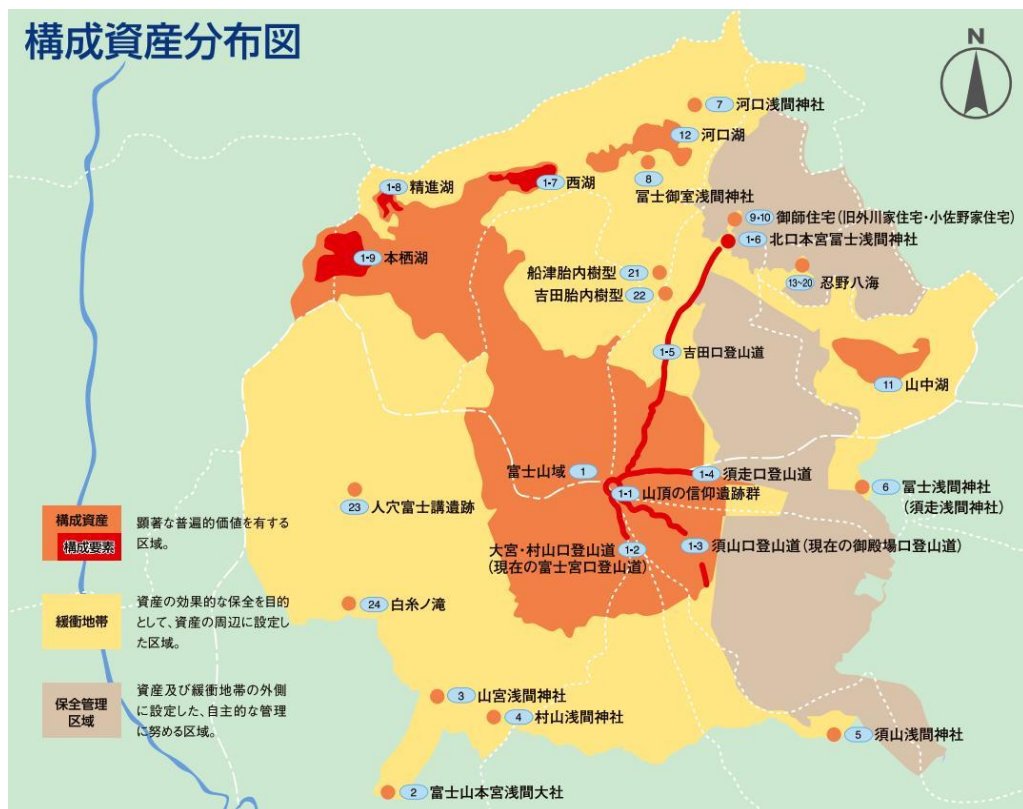 構成資産分布図
N
7 河口浅間神社
12 河口湖
8
冨士御室浅間神社
1-8 精進湖
1-7 西湖
9・10 御師住宅(旧外川家住宅・小佐野家住宅)
1-6 北口本宮冨士浅間神社
1-9 本栖湖
船津胎内樹型 21
吉田胎内樹型 22
13~20 忍野八海
1-5 吉田口登山道
11 山中湖
富士山域 1
1-4 須走口登山道
1-1 山頂の信仰遺跡群
6 冨士浅間神社
(須走浅間神社)
23 人穴富士講遺跡
大宮・村山口登山道 1-2
(現在の富士宮口登山道)
1-3 須山口登山道(現在の御殿場口登山道)
24 白糸ノ滝
3 山宮浅間神社
4 村山浅間神社
5 須山浅間神社
2 富士山本宮浅間大社
構成資産
構成要素
顕著な普遍的価値を有する
区域。
緩衝地帯
資産の効果的な保全を目的
として、資産の周辺に設定し
た区域。
保全管理
区域
資産及び緩衝地帯の外側
に設定した、自主的な管理
に努める区域。